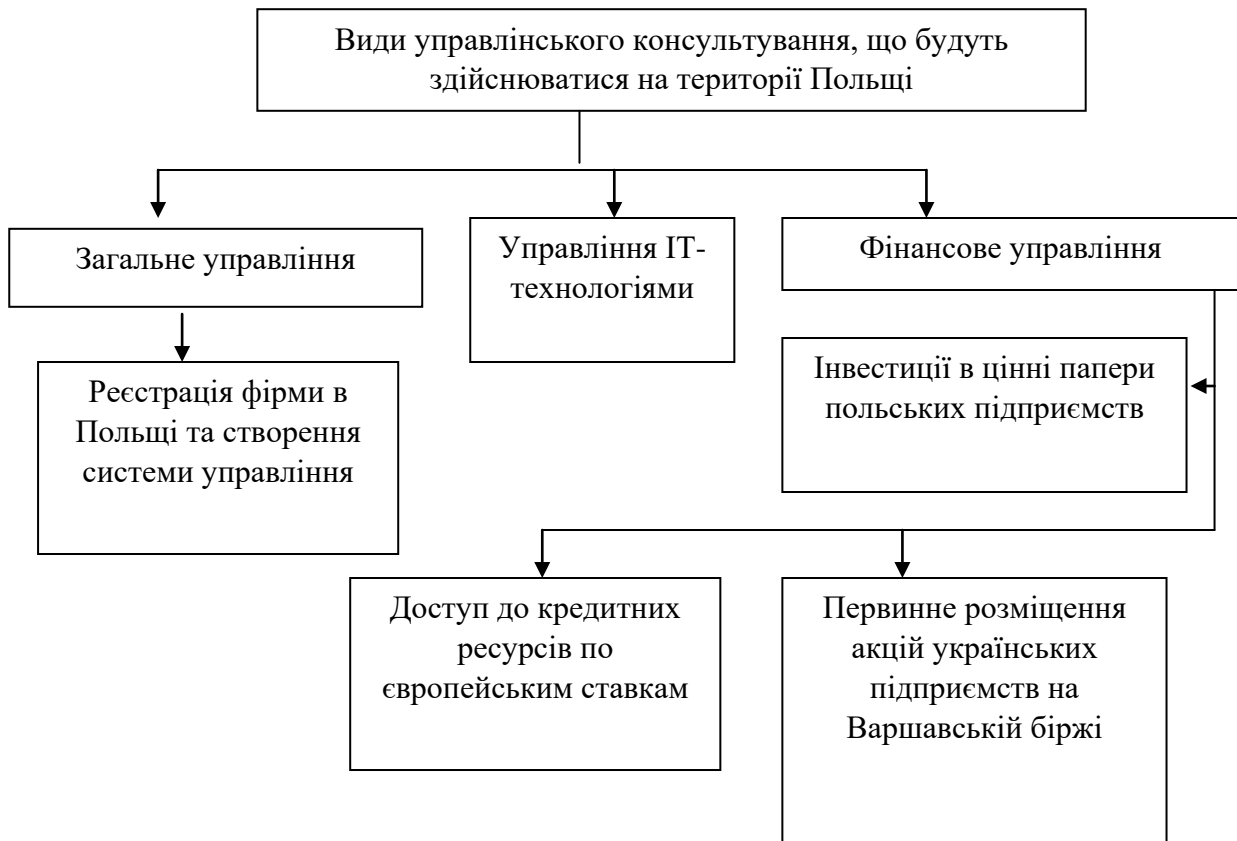 Види управлінського консультування, що будуть
здійснюватися на території Польщі
Загальне управління
Управління ІТ-
технологіями
Фінансове управління
Реєстрація фірми в
Польщі та створення
системи управління
Інвестиції в цінні папери
польських підприємств
Доступ до кредитних
ресурсів по
європейським ставкам
Первинне розміщення
акцій українських
підприємств на
Варшавській біржі